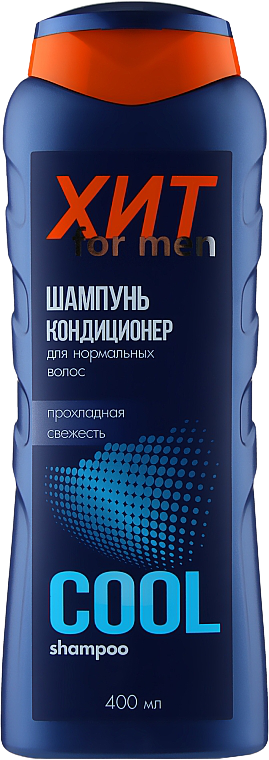 ХИТ
for men
ШАМПУНЬ
КОНДИЦИОНЕР
для нормальных
волос
прохладная
свежесть
COOL
shampoo
400 мл